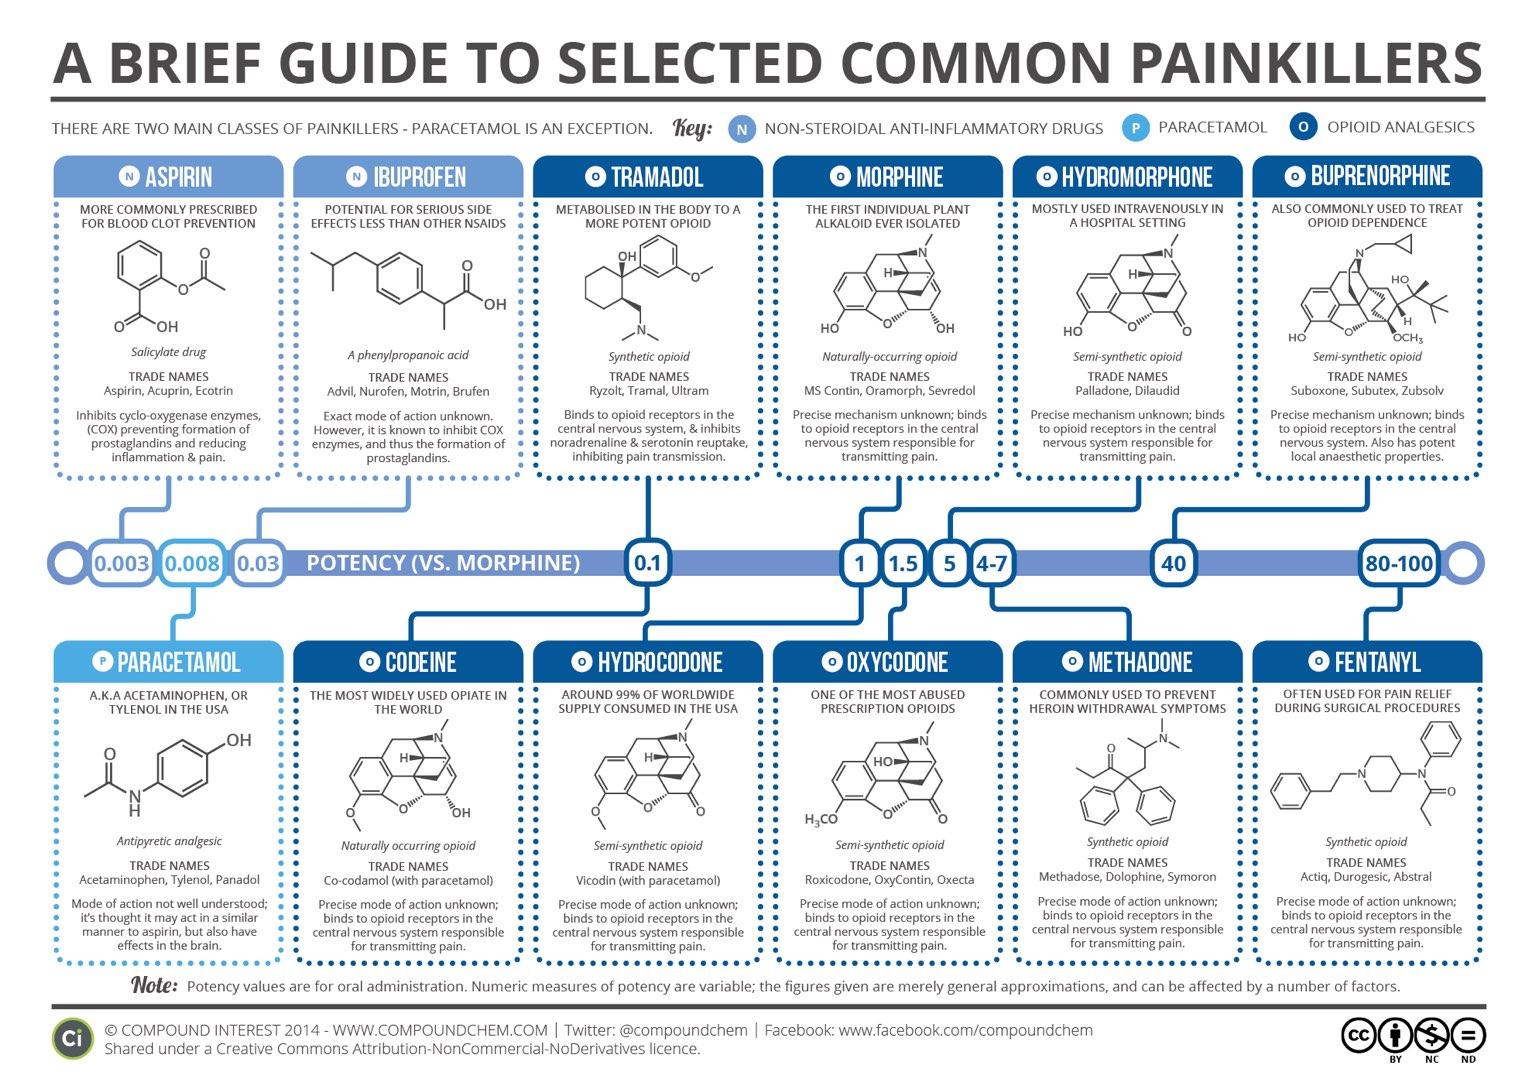 A BRIEF GUIDE TO SELECTED COMMON PAINKILLERS
THERE ARE TWO MAIN CLASSES OF PAINKILLERS - PARACETAMOL IS AN EXCEPTION.
Key:
N NON-STEROIDAL ANTI-INFLAMMATORY DRUGS
P PARACETAMOL
O OPIOID ANALGESICS
N ASPIRIN
MORE COMMONLY PRESCRIBED
FOR BLOOD CLOT PREVENTION
O
O
O
OH
Salicylate drug
TRADE NAMES
Aspirin, Acuprin, Ecotrin
Inhibits cyclo-oxygenase enzymes,
(COX) preventing formation of
prostaglandins and reducing
inflammation & pain.
N IBUPROFEN
POTENTIAL FOR SERIOUS SIDE
EFFECTS LESS THAN OTHER NSAIDS
O
OH
A phenylpropanoic acid
TRADE NAMES
Advil, Nurofen, Motrin, Brufen
Exact mode of action unknown.
However, it is known to inhibit COX
enzymes, and thus the formation of
prostaglandins.
O TRAMADOL
METABOLISED IN THE BODY TO A
MORE POTENT OPIOID
OH
O
N
Synthetic opioid
TRADE NAMES
Ryzolt, Tramal, Ultram
Binds to opioid receptors in the
central nervous system, & inhibits
noradrenaline & serotonin reuptake,
inhibiting pain transmission.
O MORPHINE
THE FIRST INDIVIDUAL PLANT
ALKALOID EVER ISOLATED
N
H
HO
O
OH
Naturally-occurring opioid
TRADE NAMES
MS Contin, Oramorph, Sevredol
Precise mechanism unknown; binds
to opioid receptors in the central
nervous system responsible for
transmitting pain.
O HYDROMORPHONE
MOSTLY USED INTRAVENOUSLY IN
A HOSPITAL SETTING
N
H
HO
O
O
Semi-synthetic opioid
TRADE NAMES
Palladone, Dilaudid
Precise mechanism unknown; binds
to opioid receptors in the central
nervous system responsible for
transmitting pain.
O BUPRENORPHINE
ALSO COMMONLY USED TO TREAT
OPIOID DEPENDENCE
N
HO
H
HO
O
OCH3
Semi-synthetic opioid
TRADE NAMES
Suboxone, Subutex, Zubsolv
Precise mechanism unknown; binds
to opioid receptors in the central
nervous system. Also has potent
local anaesthetic properties.
0.003
0.008
0.03
POTENCY (VS. MORPHINE)
0.1
1
1.5
5
4-7
40
80-100
P PARACETAMOL
A.K.A ACETAMINOPHEN, OR
TYLENOL IN THE USA
OH
O
N
H
Antipyretic analgesic
TRADE NAMES
Acetaminophen, Tylenol, Panadol
Mode of action not well understood;
it's thought it may act in a similar
manner to aspirin, but also have
effects in the brain.
O CODEINE
THE MOST WIDELY USED OPIATE IN
THE WORLD
N
H
O
O
OH
Naturally occurring opioid
TRADE NAMES
Co-codamol (with paracetamol)
Precise mode of action unknown;
binds to opioid receptors in the
central nervous system responsible
for transmitting pain.
O HYDROCODONE
AROUND 99% OF WORLDWIDE
SUPPLY CONSUMED IN THE USA
N
H
O
O
O
Semi-synthetic opioid
TRADE NAMES
Vicodin (with paracetamol)
Precise mode of action unknown;
binds to opioid receptors in the
central nervous system responsible
for transmitting pain.
O OXYCODONE
ONE OF THE MOST ABUSED
PRESCRIPTION OPIOIDS
N
HO
H3CO
O
O
Semi-synthetic opioid
TRADE NAMES
Roxicodone, OxyContin, Oxecta
Precise mode of action unknown;
binds to opioid receptors in the
central nervous system responsible
for transmitting pain.
O METHADONE
COMMONLY USED TO PREVENT
HEROIN WITHDRAWAL SYMPTOMS
N
O
Synthetic opioid
TRADE NAMES
Methadose, Dolophine, Symoron
Precise mode of action unknown;
binds to opioid receptors in the
central nervous system responsible
for transmitting pain.
O FENTANYL
OFTEN USED FOR PAIN RELIEF
DURING SURGICAL PROCEDURES
N
N
O
Synthetic opioid
TRADE NAMES
Actiq, Durogesic, Abstral
Precise mode of action unknown;
binds to opioid receptors in the
central nervous system responsible
for transmitting pain.
Note: Potency values are for oral administration. Numeric measures of potency are variable; the figures given are merely general approximations, and can be affected by a number of factors.
Ci
© COMPOUND INTEREST 2014 - WWW.COMPOUNDCHEM.COM | Twitter: @compoundchem | Facebook: www.facebook.com/compoundchem
Shared under a Creative Commons Attribution-NonCommercial-NoDerivatives licence.
cc
BY NC ND